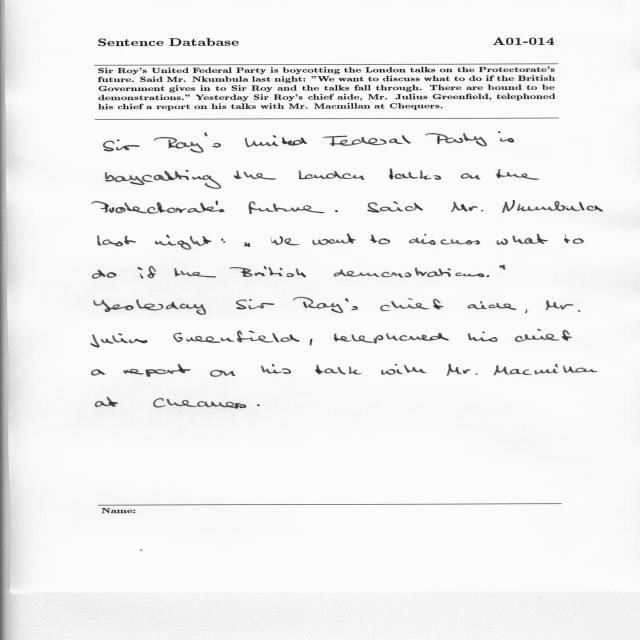 Sentence Database A01-014
Sir Roy's United Federal Party is boycotting the London talks on the Protectorate's
future. Said Mr. Nkumbula last night: "We want to discuss what to do if the British
Government gives in to Sir Roy and the talks fall through. There are bound to be
demonstrations." Yesterday Sir Roy's chief aide, Mr. Julius Greenfield, telephoned
his chief a report on his talks with Mr. Macmillan at Chequers.
Sir Roy's United Federal Party is
boycotting the London talks on the
Protectorate's future. Said Mr. Nkumbula
last night: "We want to discuss what to
do if the British demonstrations."
Yesterday Sir Roy's chief aide, Mr.
Julius Greenfield, telephoned his chief
a report on his talk with Mr. Macmillan
at Chequers.
Name: